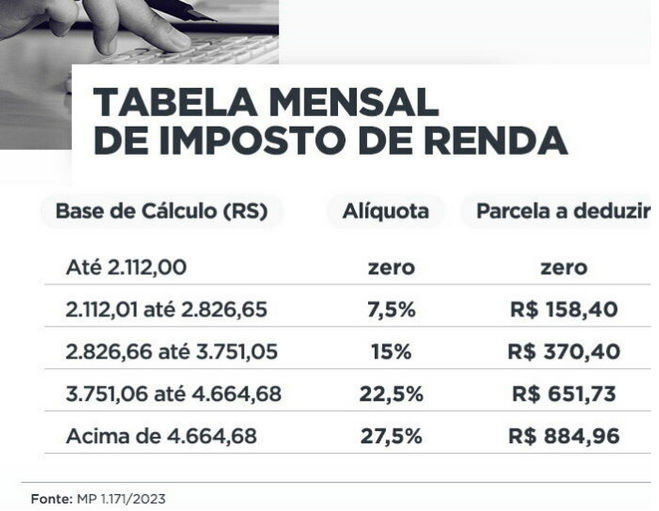 TABELA MENSAL
DE IMPOSTO DE RENDA
Base de Cálculo (RS) Alíquota Parcela a deduzir
Até 2.112,00 zero zero
2.112,01 até 2.826,65 7,5% R$ 158,40
2.826,66 até 3.751,05 15% R$ 370,40
3.751,06 até 4.664,68 22,5% R$ 651,73
Acima de 4.664,68 27,5% R$ 884,96
Fonte: MP 1.171/2023